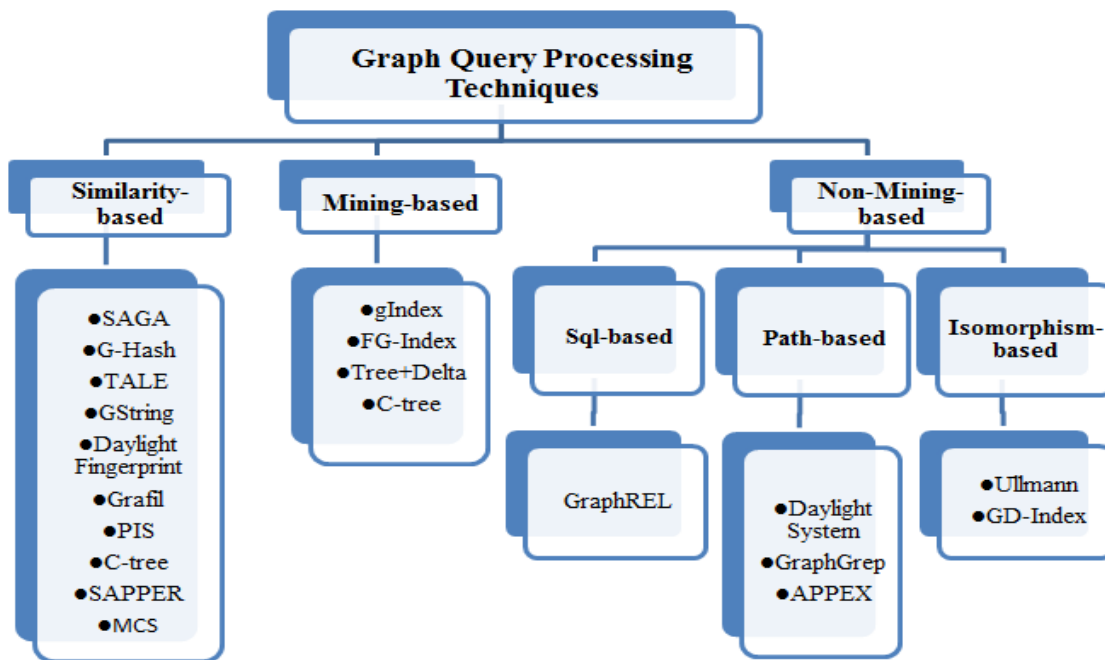 Graph Query Processing
Techniques
Similarity-
based
Mining-based
Non-Mining-
based
●SAGA
●G-Hash
●TALE
●GString
●Daylight
Fingerprint
●Grafil
●PIS
●C-tree
●SAPPER
●MCS
●gIndex
●FG-Index
●Tree+Delta
●C-tree
Sql-based
Path-based
Isomorphism-
based
GraphREL
●Daylight
System
●GraphGrep
●APPEX
●Ullmann
●GD-Index